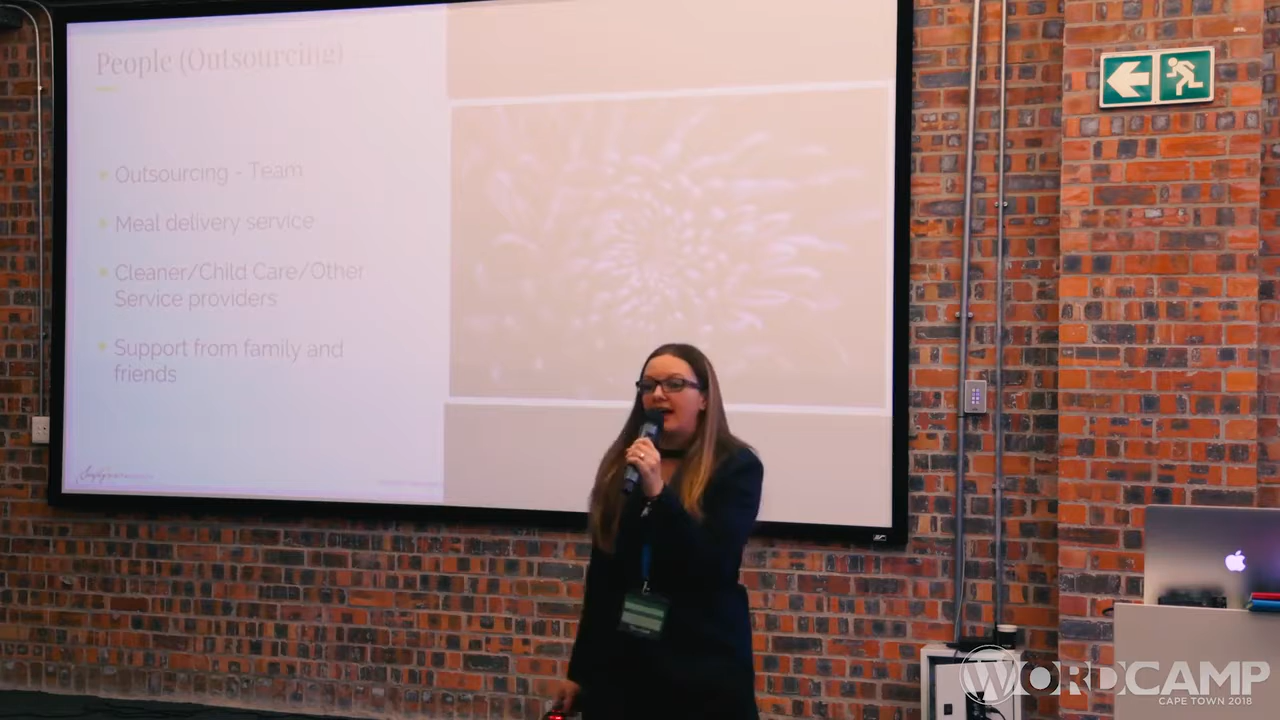 People (Outsourcing)
Outsourcing - Team
Meal delivery service
Cleaner/Child Care/Other
Service providers
Support from family and
friends
WORDCAMP
CAPE TOWN 2018